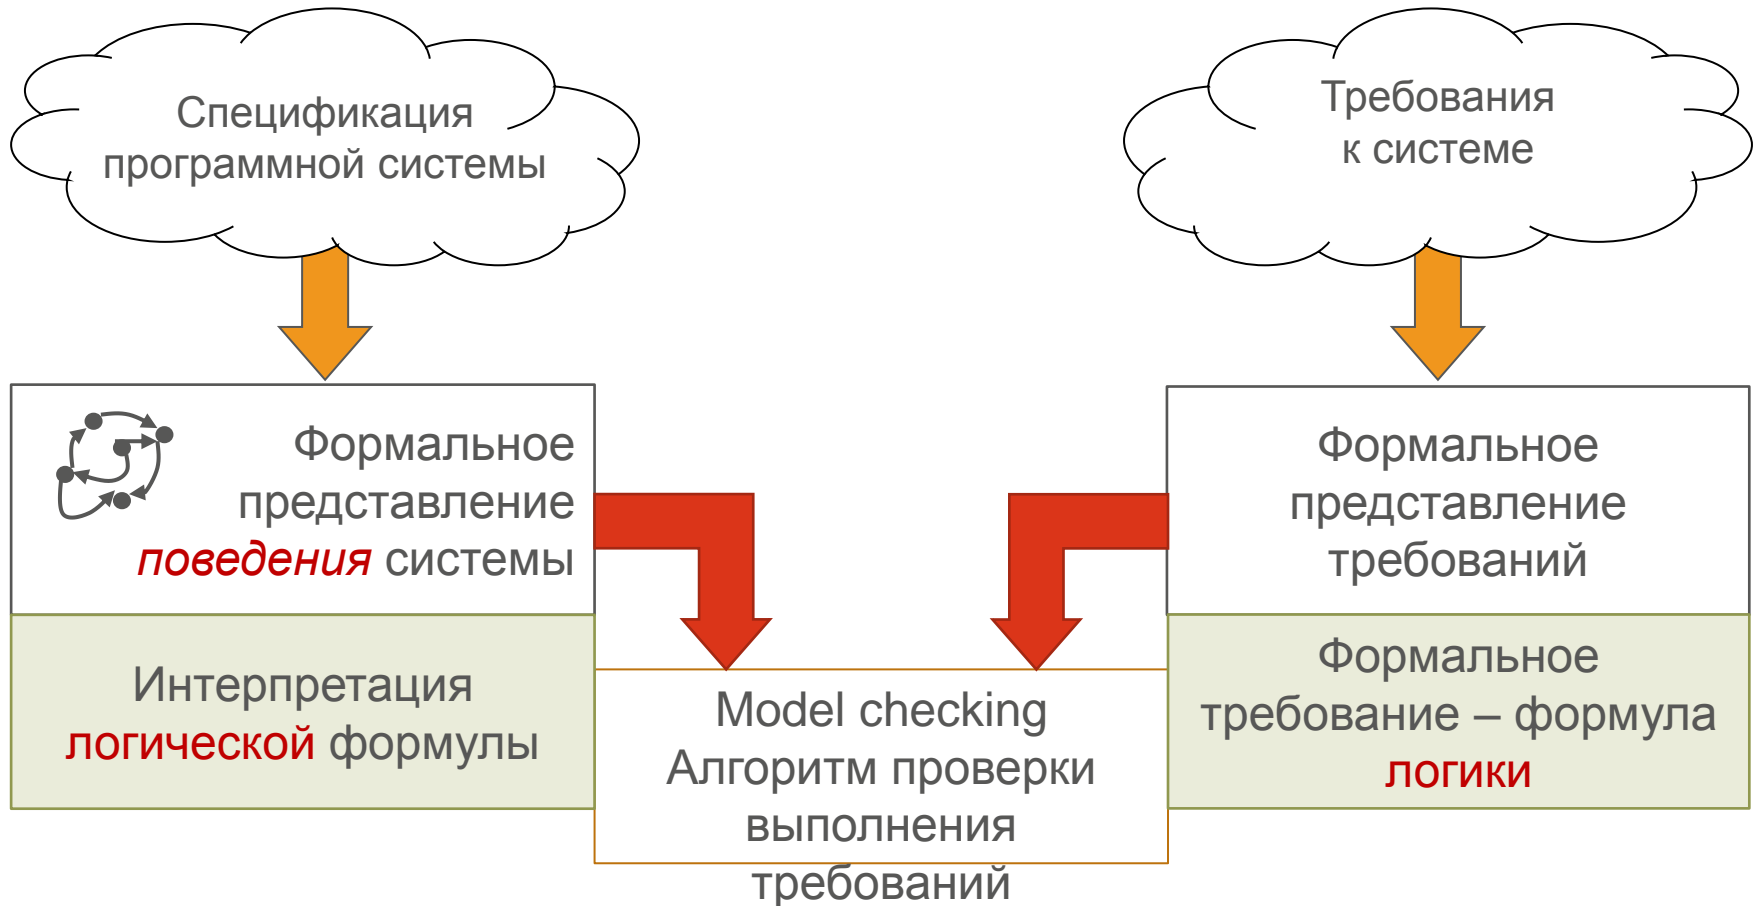 Спецификация
программной системы
Требования
к системе
Формальное
представление
поведения системы
Формальное
представление
требований
Интерпретация
логической формулы
Model checking
Алгоритм проверки
выполнения
требований
Формальное
требование – формула
логики